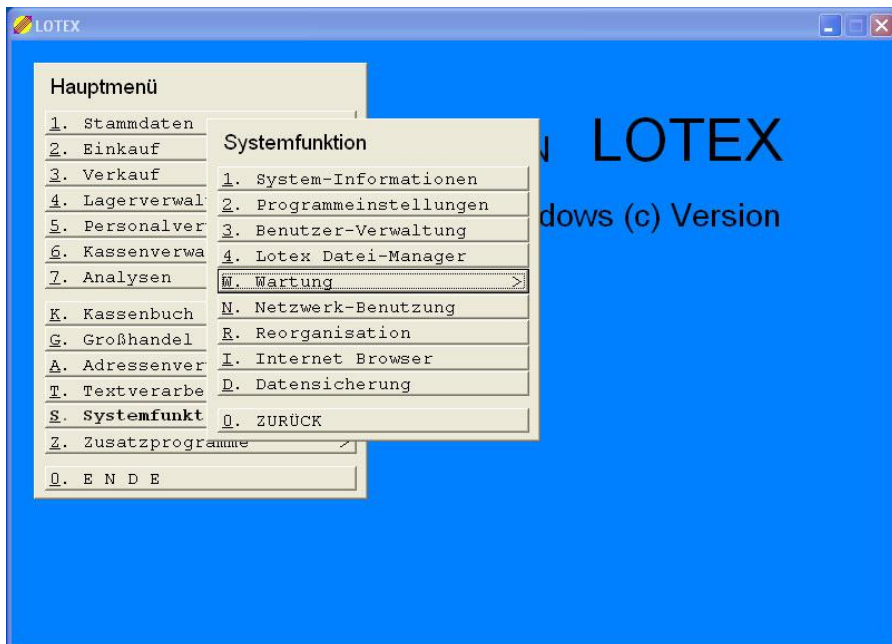 LOTEX
Hauptmenü
1. Stammdaten
2. Einkauf
3. Verkauf
4. Lagerverwal
5. Personalver
6. Kassenverwa
7. Analysen
K. Kassenbuch
G. Großhandel
A. Adressenver
T. Textverarbe
S. Systemfunkt
Z. Zusatzprogramme >
0. E N D E
Systemfunktion
1. System-Informationen
2. Programmeinstellungen
3. Benutzer-Verwaltung
4. Lotex Datei-Manager
W. Wartung >
N. Netzwerk-Benutzung
R. Reorganisation
I. Internet Browser
D. Datensicherung
0. ZURÜCK
LOTEX
dows (c) Version